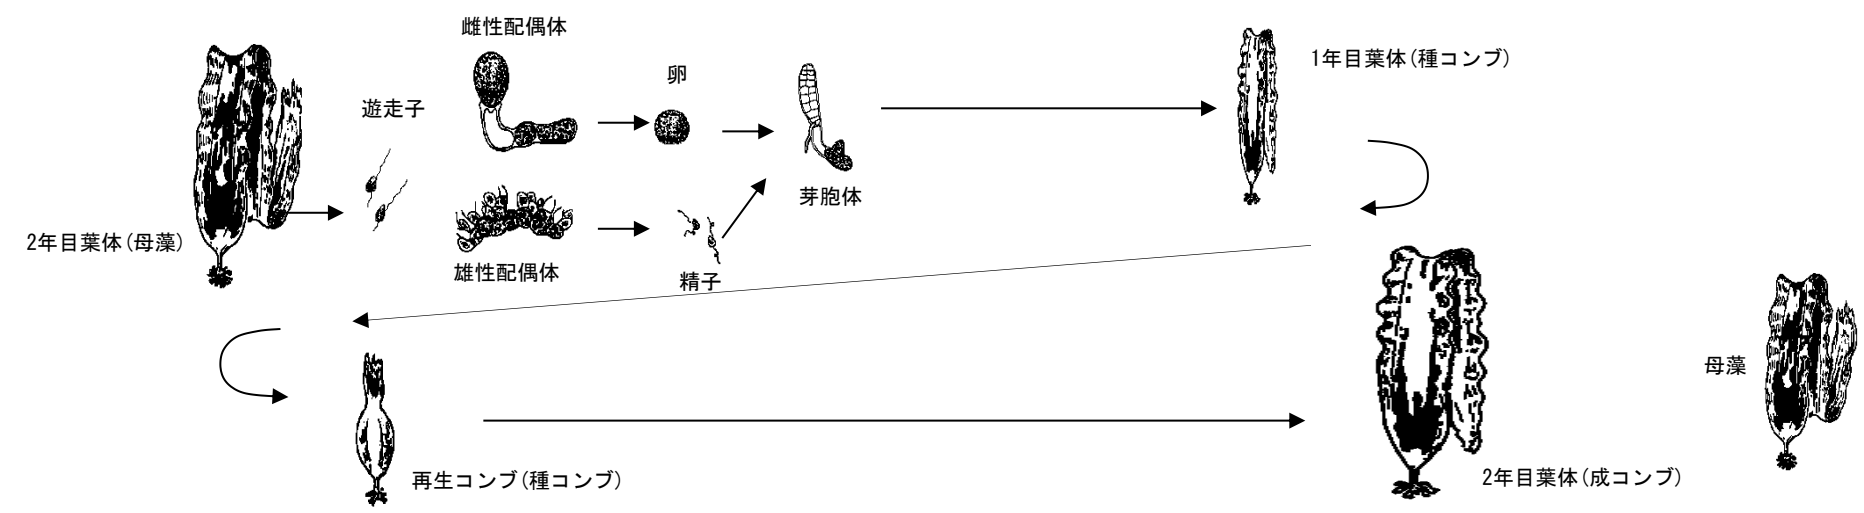 雌性配偶体
1年目葉体(種コンブ)
卵
遊走子
芽胞体
2年目葉体(母藻)
雄性配偶体
精子
母藻
再生コンブ(種コンブ)
2年目葉体(成コンブ)